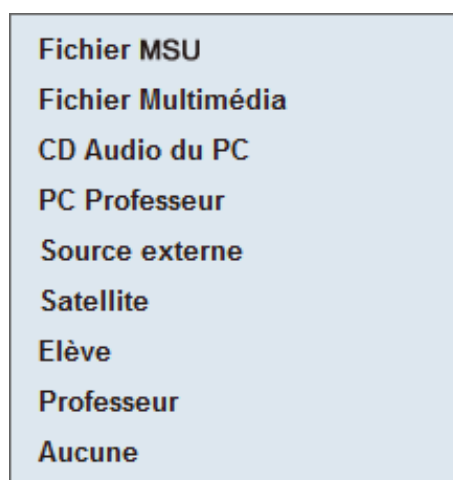 Fichier MSU
Fichier Multimédia
CD Audio du PC
PC Professeur
Source externe
Satellite
Elève
Professeur
Aucune